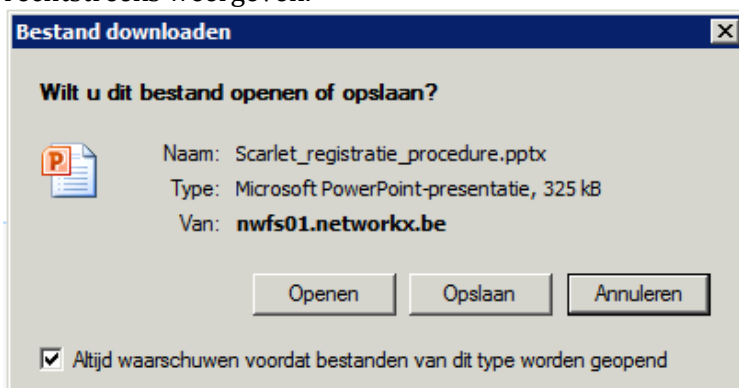 rechtstreeks weergeven.
Bestand downloaden
Wilt u dit bestand openen of opslaan?
Naam: Scarlet_registratie_procedure.pptx
Type: Microsoft PowerPoint-presentatie, 325 kB
Van: nwfs01.networkx.be
Openen Opslaan Annuleren
Altijd waarschuwen voordat bestanden van dit type worden geopend